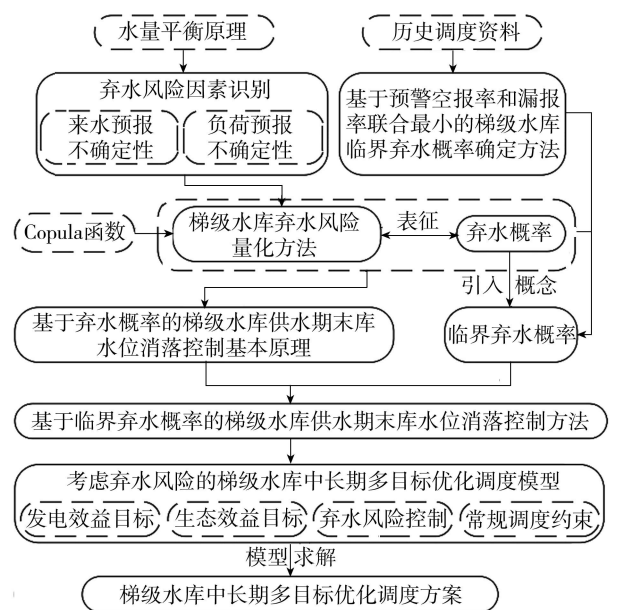 水量平衡原理
历史调度资料
弃水风险因素识别
来水预报
不确定性
负荷预报
不确定性
基于预警空报率和漏报
率联合最小的梯级水库
临界弃水概率确定方法
Copula函数
梯级水库弃水风险
量化方法
表征
弃水概率
引入 概念
基于弃水概率的梯级水库供水期末库
水位消落控制基本原理
临界弃水概率
基于临界弃水概率的梯级水库供水期末库水位消落控制方法
考虑弃水风险的梯级水库中长期多目标优化调度模型
发电效益目标
生态效益目标
弃水风险控制
常规调度约束
模型 求解
梯级水库中长期多目标优化调度方案